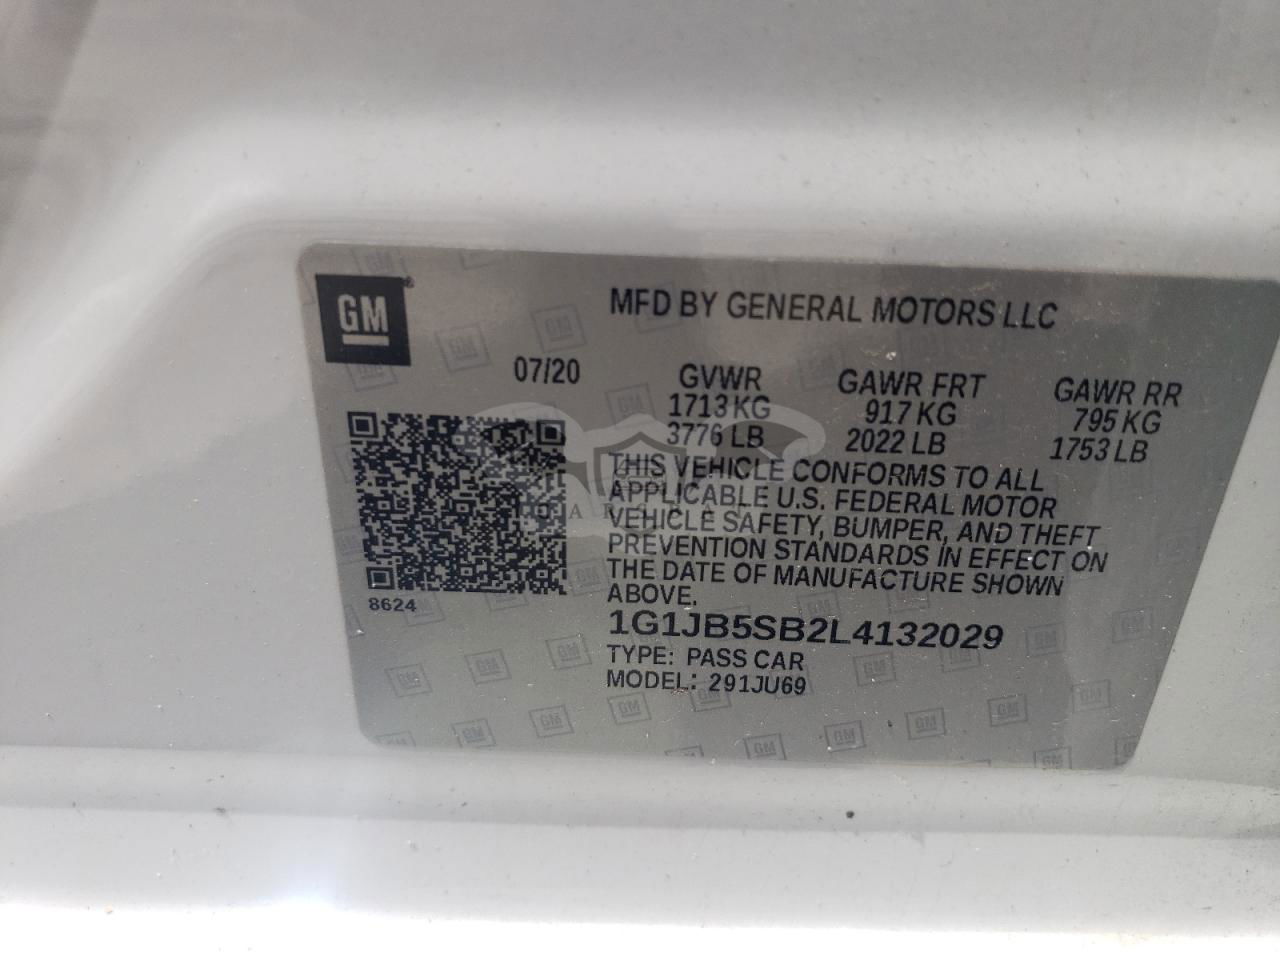 GM
MFD BY GENERAL MOTORS LLC
07/20
GVWR GAWR FRT GAWR RR
1713 KG 917 KG 795 KG
3776 LB 2022 LB 1753 LB
THIS VEHICLE CONFORMS TO ALL
APPLICABLE U.S. FEDERAL MOTOR
VEHICLE SAFETY, BUMPER, AND THEFT
PREVENTION STANDARDS IN EFFECT ON
THE DATE OF MANUFACTURE SHOWN
ABOVE.
8624
1G1JB5SB2L4132029
TYPE: PASS CAR
MODEL: 291JU69